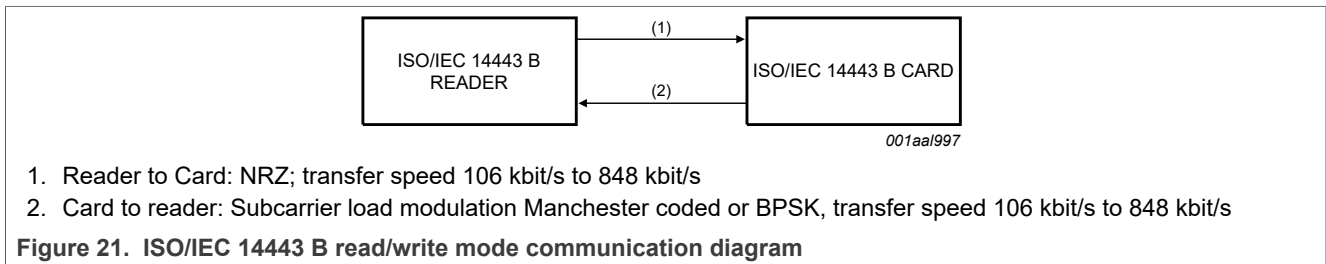 (1)
ISO/IEC 14443 B
READER
ISO/IEC 14443 B CARD
(2)
001aal997
1. Reader to Card: NRZ; transfer speed 106 kbit/s to 848 kbit/s
2. Card to reader: Subcarrier load modulation Manchester coded or BPSK, transfer speed 106 kbit/s to 848 kbit/s
Figure 21. ISO/IEC 14443 B read/write mode communication diagram